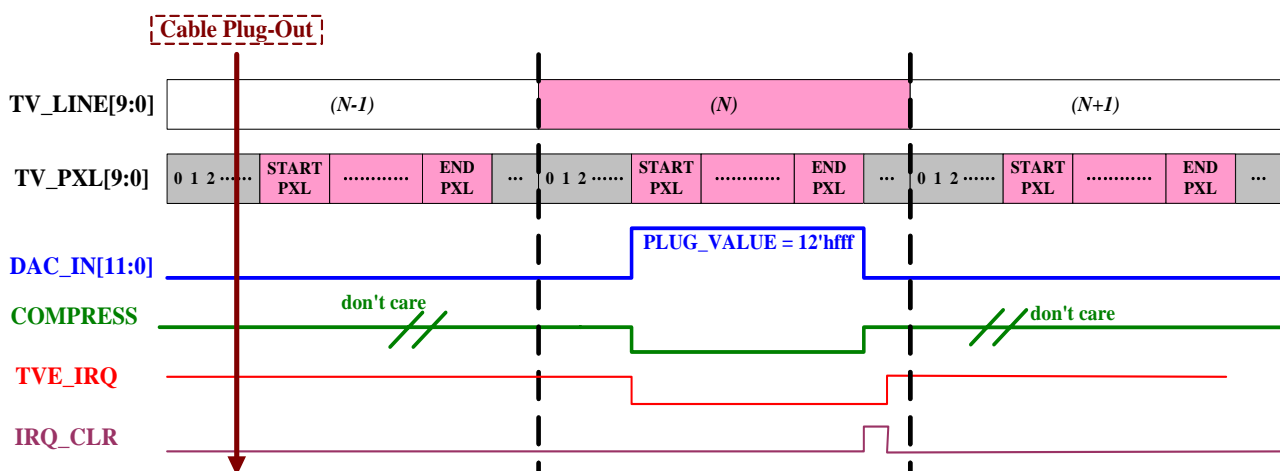 Cable Plug-Out
TV_LINE[9:0] (N-1) (N) (N+1)
TV_PXL[9:0] 0 1 2 ······ START PXL ············ END PXL ··· 0 1 2 ······ START PXL ············ END PXL ··· 0 1 2 ······ START PXL ············ END PXL ···
PLUG_VALUE = 12'hfff
DAC_IN[11:0]
don't care
COMPRESS don't care
TVE_IRQ
IRQ_CLR